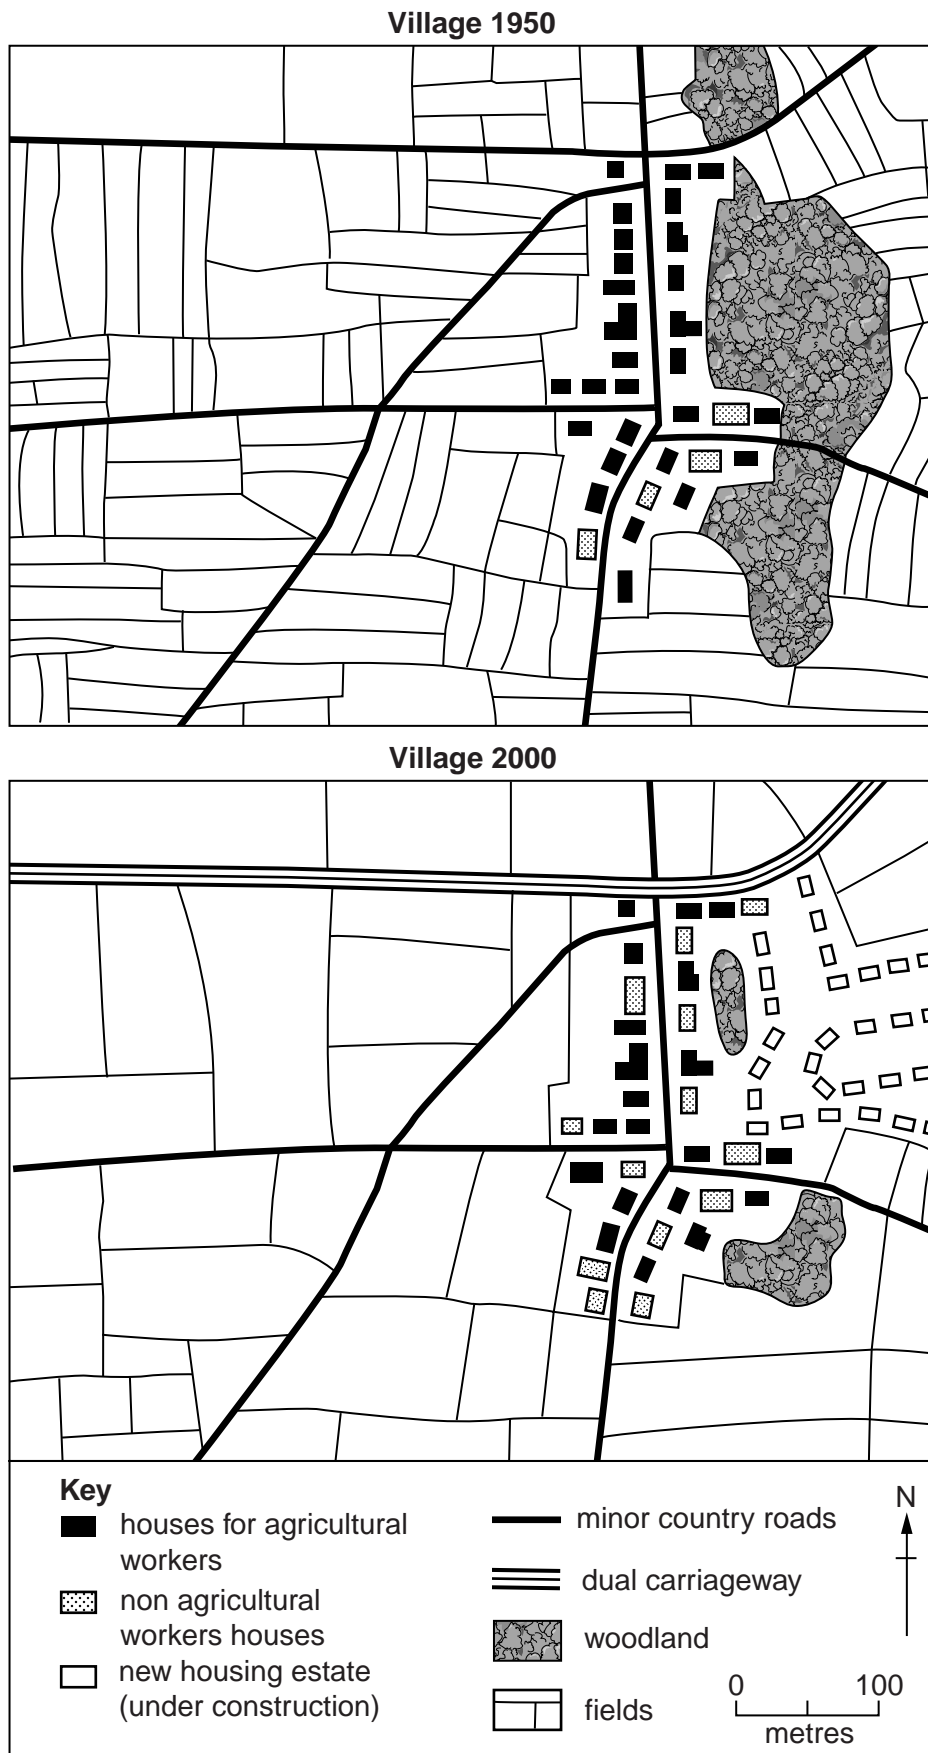 Village 1950
Village 2000
Key
houses for agricultural
workers
non agricultural
workers houses
new housing estate
(under construction)
minor country roads
dual carriageway
woodland
fields
N
0 100
metres